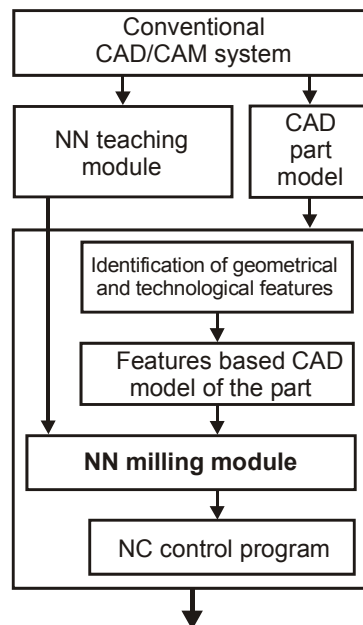 Conventional
CAD/CAM system
NN teaching
module
CAD
part
model
Identification of geometrical
and technological features
Features based CAD
model of the part
NN milling module
NC control program